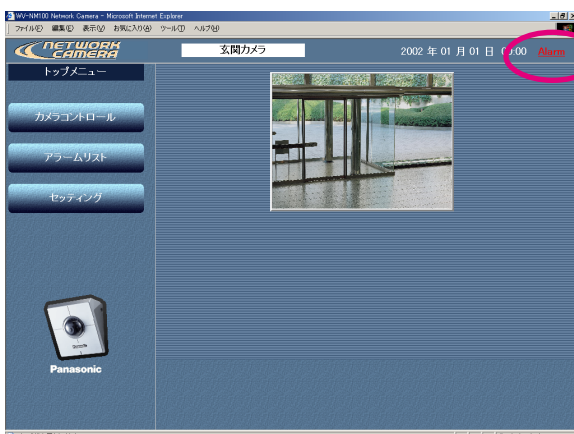 WV-NM100 Network Camera - Microsoft Internet Explorer
ファイル(F) 編集(E) 表示(V) お気に入り(A) ツール(T) ヘルプ(H)
NETWORK
CAMERA
玄関カメラ
2002 年 01 月 01 日 00:00 Alarm
トップメニュー
カメラコントロール
アラームリスト
セッティング
Panasonic